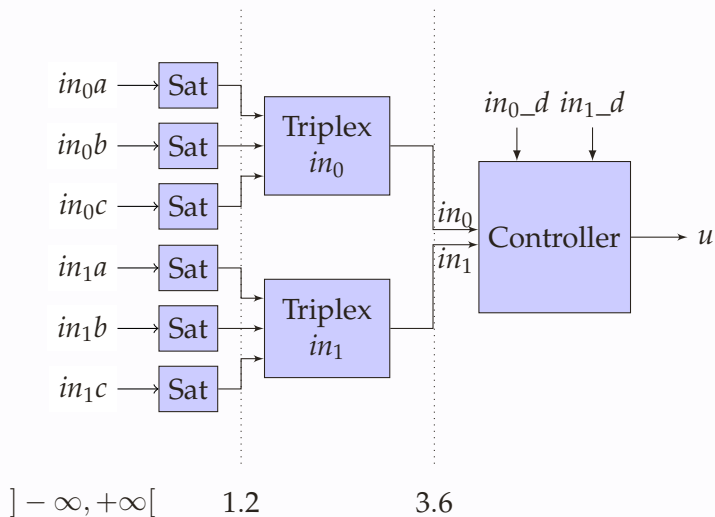 in₀a Sat
in₀b Sat
in₀c Sat
in₁a Sat
in₁b Sat
in₁c Sat
Triplex
in₀
Triplex
in₁
in₀_d in₁_d
in₀
in₁
Controller
u
] − ∞, +∞[ 1.2 3.6